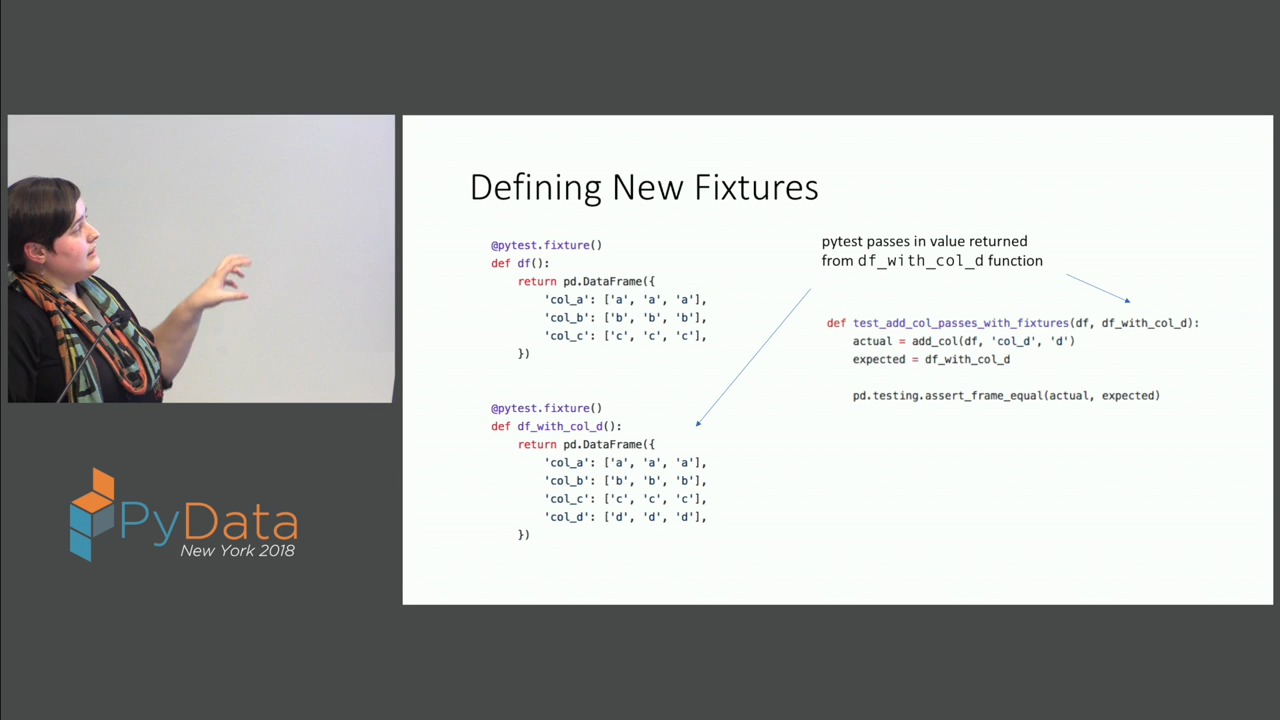 Defining New Fixtures
@pytest.fixture()
def df():
    return pd.DataFrame({
        'col_a': ['a', 'a', 'a'],
        'col_b': ['b', 'b', 'b'],
        'col_c': ['c', 'c', 'c'],
    })
@pytest.fixture()
def df_with_col_d():
    return pd.DataFrame({
        'col_a': ['a', 'a', 'a'],
        'col_b': ['b', 'b', 'b'],
        'col_c': ['c', 'c', 'c'],
        'col_d': ['d', 'd', 'd'],
    })
pytest passes in value returned
from df_with_col_d function
def test_add_col_passes_with_fixtures(df, df_with_col_d):
    actual = add_col(df, 'col_d', 'd')
    expected = df_with_col_d
    pd.testing.assert_frame_equal(actual, expected)
PyData
New York 2018